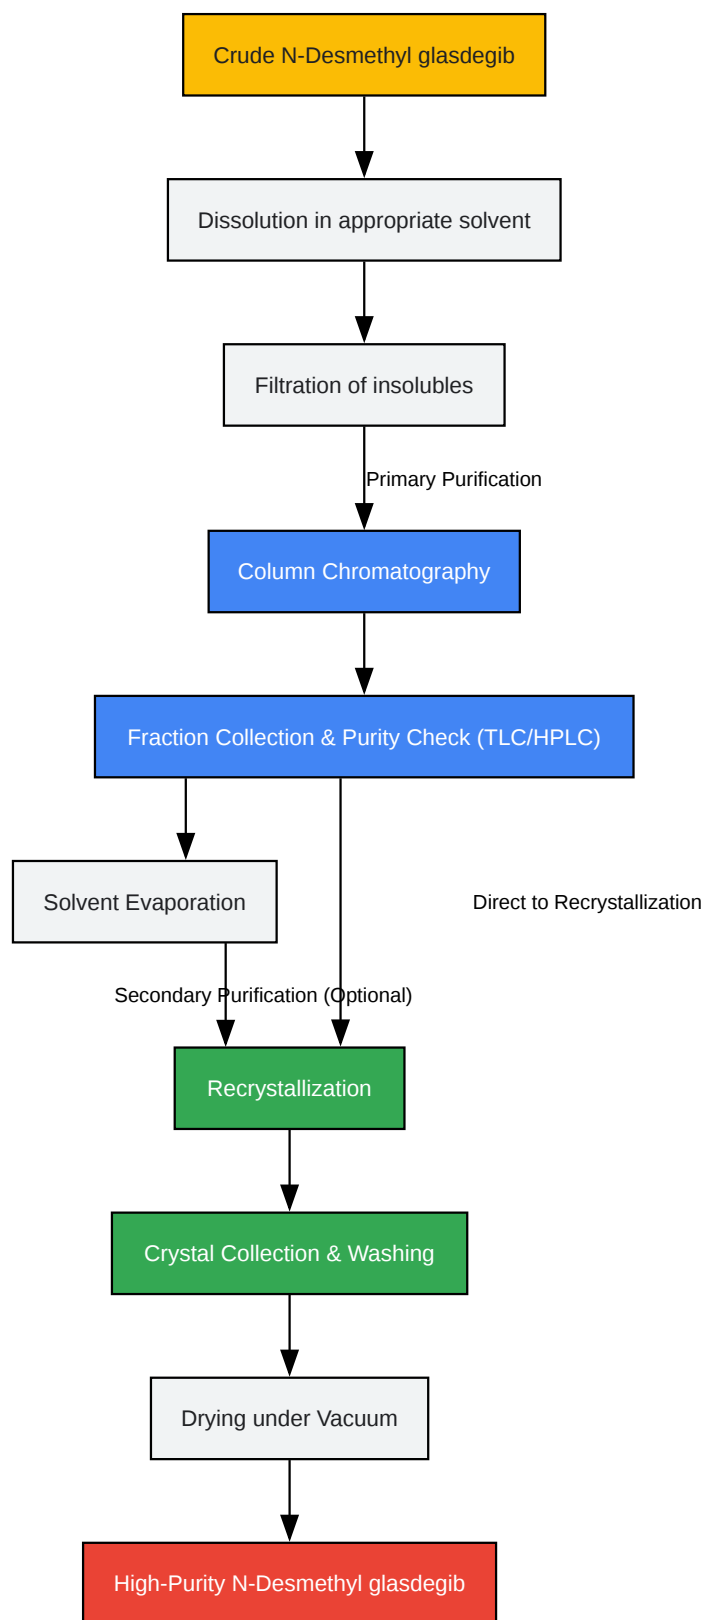 Crude N-Desmethyl glasdegib
Dissolution in appropriate solvent
Filtration of insolubles
Primary Purification
Column Chromatography
Fraction Collection & Purity Check (TLC/HPLC)
Solvent Evaporation
Direct to Recrystallization
Secondary Purification (Optional)
Recrystallization
Crystal Collection & Washing
Drying under Vacuum
High-Purity N-Desmethyl glasdegib